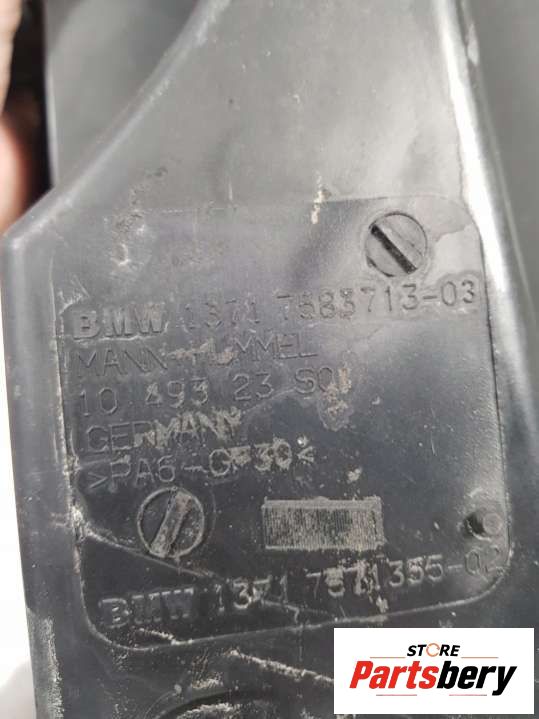 BMW 1371 7583713-03
MANN+HUMMEL
10 493 23 S01
GERMANY
>PA6-GF30<
BMW 1371 7571355-02
STORE
Partsbery